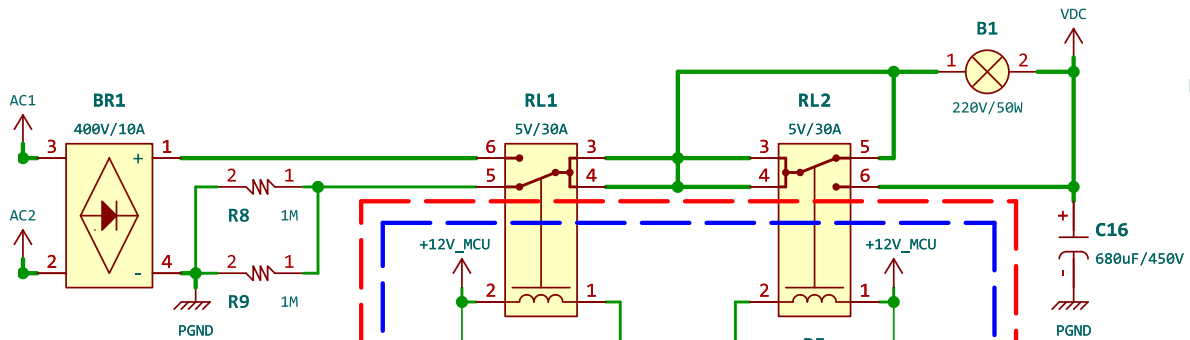 VDC
B1
1 2
220V/50W
AC1
BR1
400V/10A
3 1
+
AC2
2 4
-
2 1
R8 1M
2 1
R9 1M
PGND
RL1
5V/30A
6 3
5 4
+12V_MCU
2 1
RL2
5V/30A
3 5
4 6
+12V_MCU
2 1
+
C16
680uF/450V
-
PGND